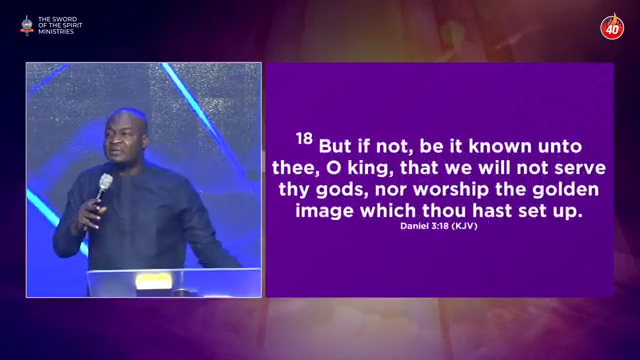 THE SWORD
OF THE SPIRIT
MINISTRIES
40
18 But if not, be it known unto
thee, O king, that we will not serve
thy gods, nor worship the golden
image which thou hast set up.
Daniel 3:18 (KJV)